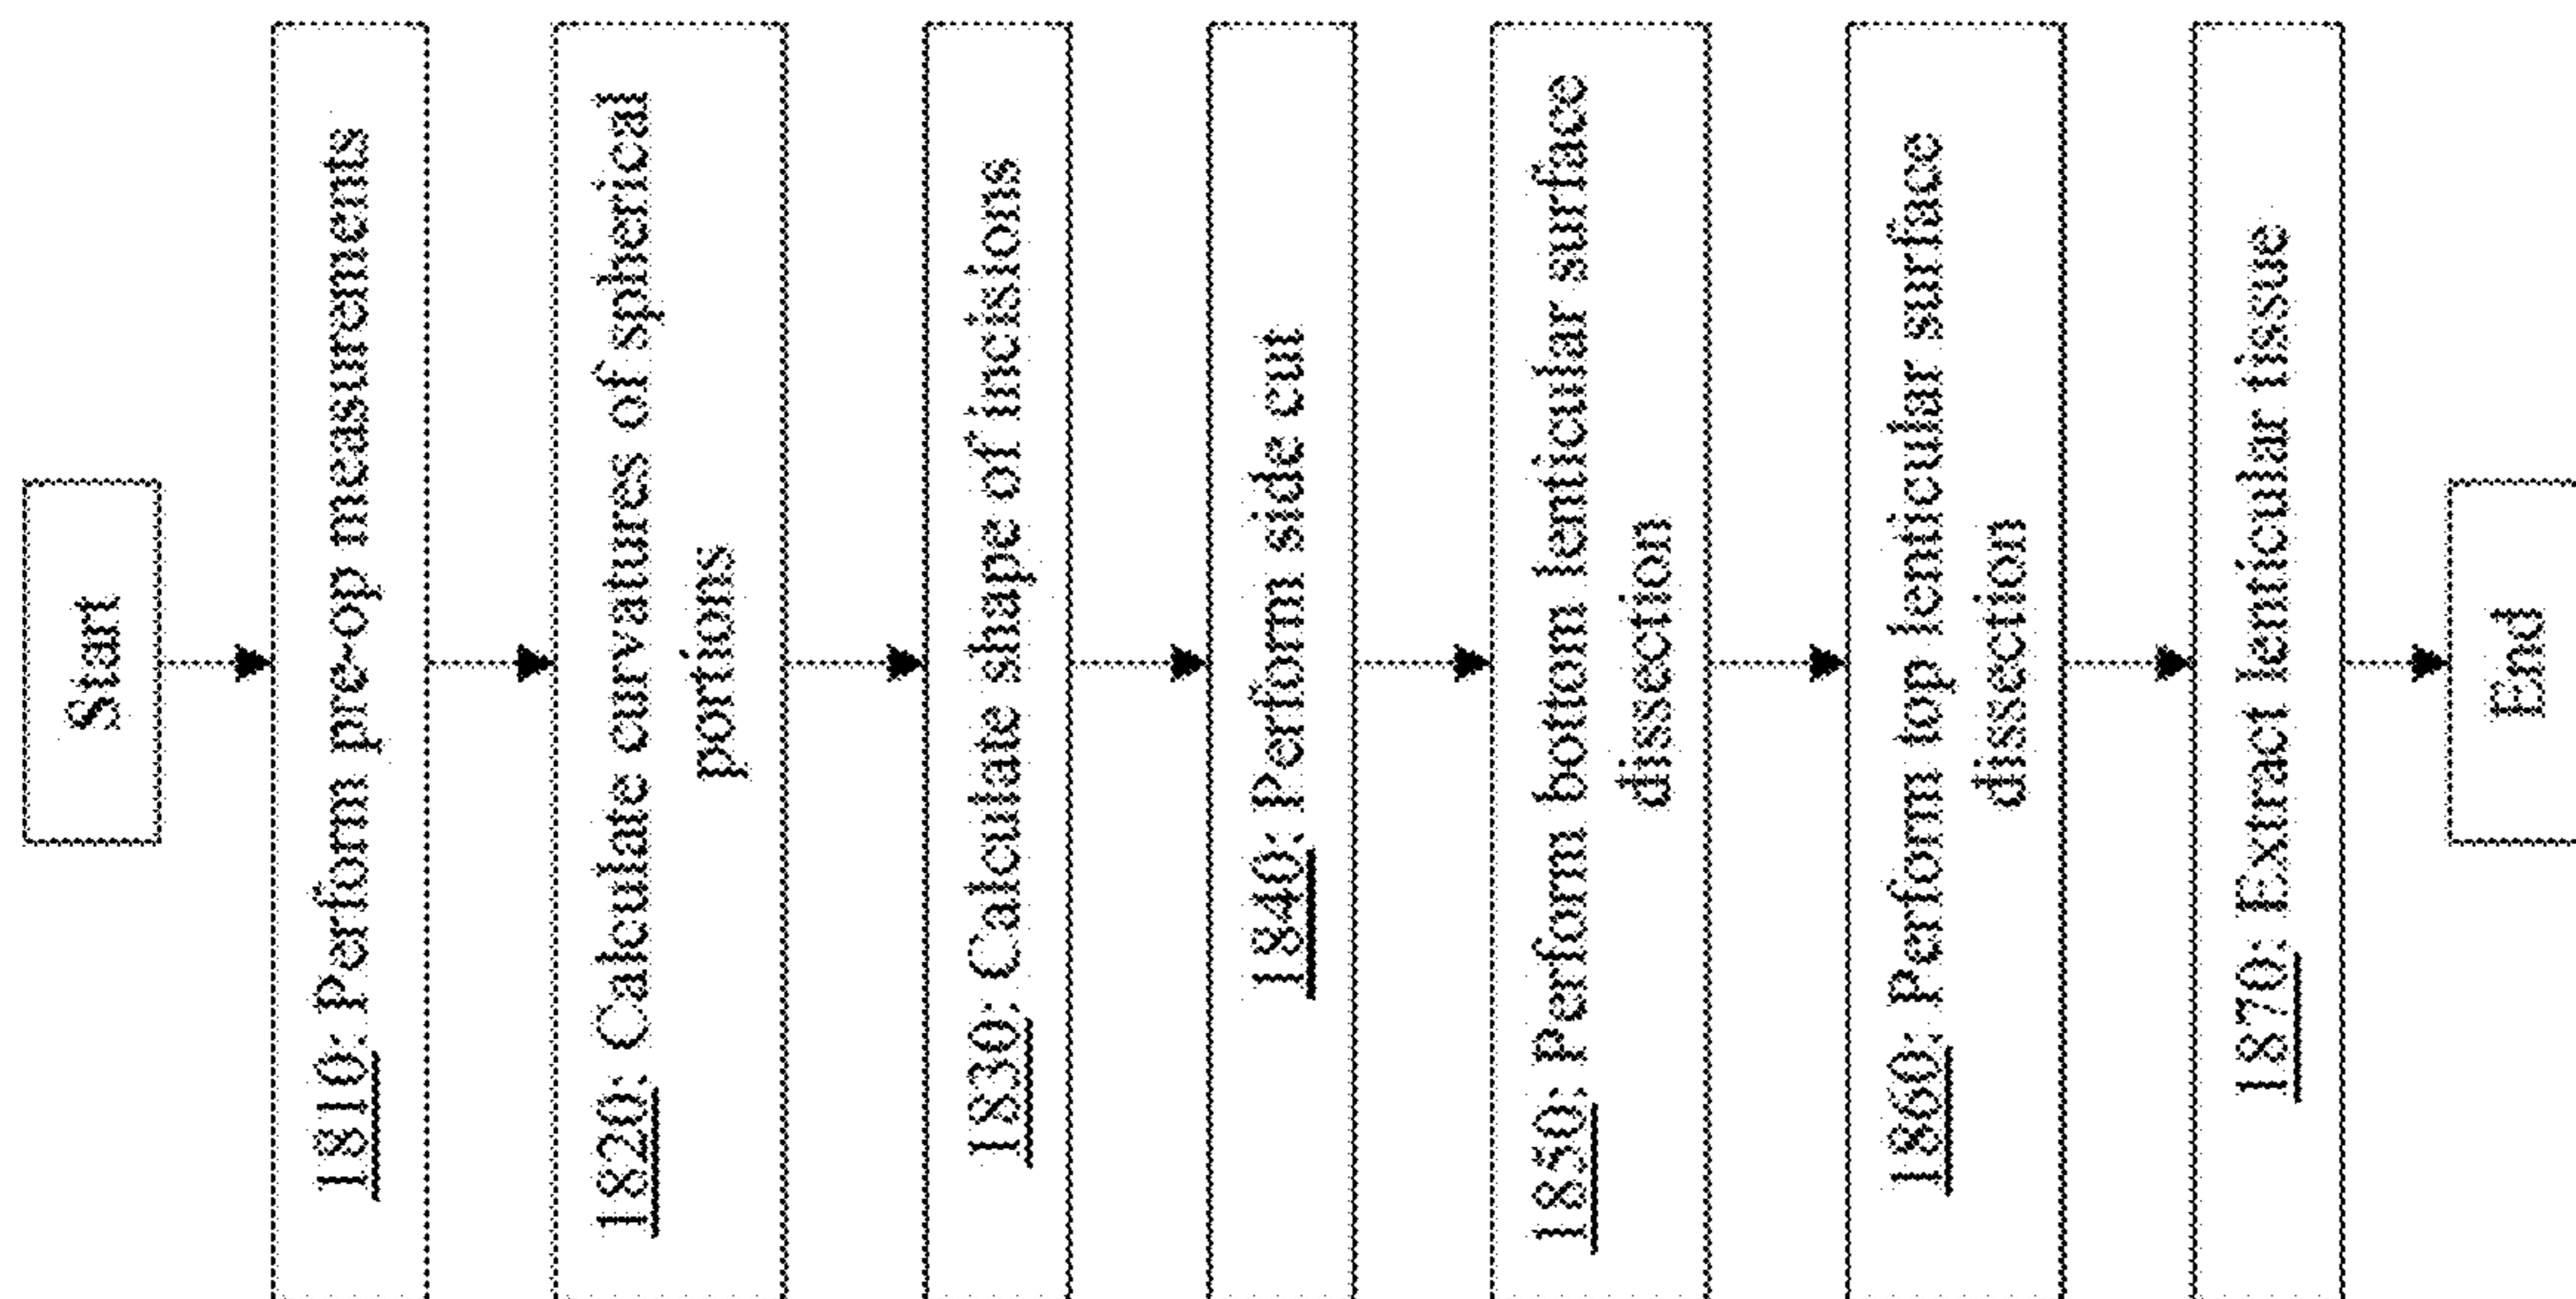 Start
1810: Perform pre-op measurements
1820: Calculate curvatures of spherical
portions
1830: Calculate shape of incisions
1840: Perform side cut
1850: Perform bottom lenticular surface
dissection
1860: Perform top lenticular surface
dissection
1870: Extract lenticular tissue
End